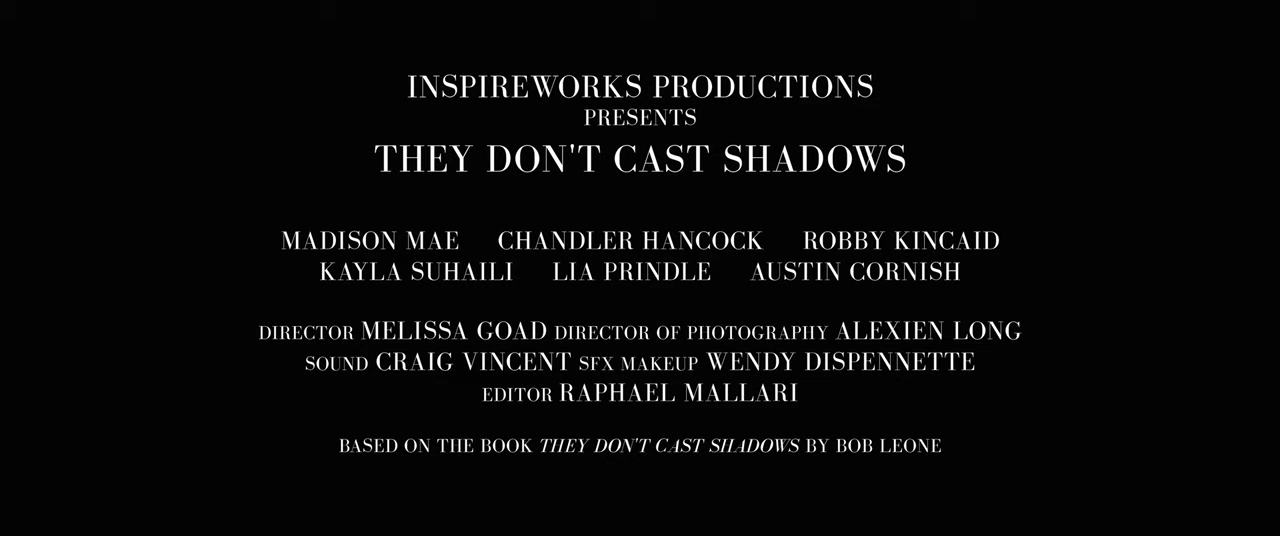 INSPIREWORKS PRODUCTIONS
PRESENTS
THEY DON'T CAST SHADOWS
MADISON MAE CHANDLER HANCOCK ROBBY KINCAID
KAYLA SUHAILI LIA PRINDLE AUSTIN CORNISH
DIRECTOR MELISSA GOAD DIRECTOR OF PHOTOGRAPHY ALEXIEN LONG
SOUND CRAIG VINCENT SFX MAKEUP WENDY DISPENNETTE
EDITOR RAPHAEL MALLARI
BASED ON THE BOOK THEY DON'T CAST SHADOWS BY BOB LEONE